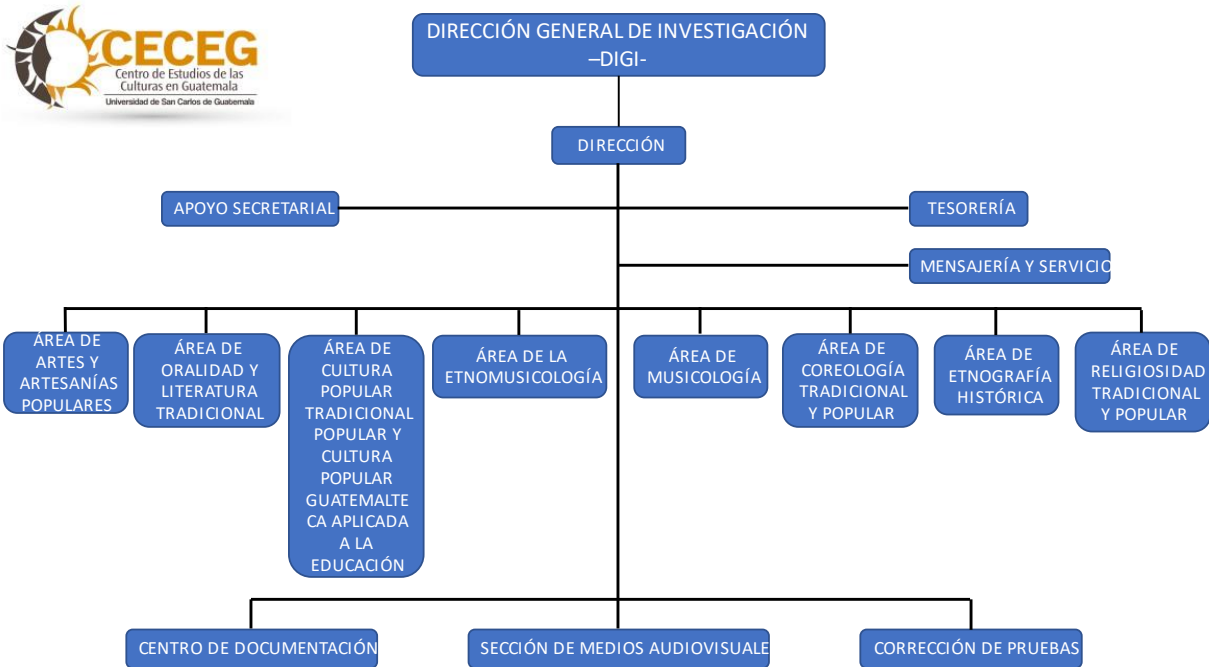 CECEG
Centro de Estudios de las
Culturas en Guatemala
Universidad de San Carlos de Guatemala
DIRECCIÓN GENERAL DE INVESTIGACIÓN
–DIGI-
DIRECCIÓN
APOYO SECRETARIAL
TESORERÍA
MENSAJERÍA Y SERVICIO
ÁREA DE
ARTES Y
ARTESANÍAS
POPULARES
ÁREA DE
ORALIDAD Y
LITERATURA
TRADICIONAL
ÁREA DE
CULTURA
POPULAR
TRADICIONAL
POPULAR Y
CULTURA
POPULAR
GUATEMALTE
CA APLICADA
A LA
EDUCACIÓN
ÁREA DE LA
ETNOMUSICOLOGÍA
ÁREA DE
MUSICOLOGÍA
ÁREA DE
COREOLOGÍA
TRADICIONAL
Y POPULAR
ÁREA DE
ETNOGRAFÍA
HISTÓRICA
ÁREA DE
RELIGIOSIDAD
TRADICIONAL
Y POPULAR
CENTRO DE DOCUMENTACIÓN
SECCIÓN DE MEDIOS AUDIOVISUALE
CORRECCIÓN DE PRUEBAS